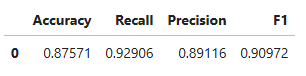 Accuracy Recall Precision F1
0 0.87571 0.92906 0.89116 0.90972